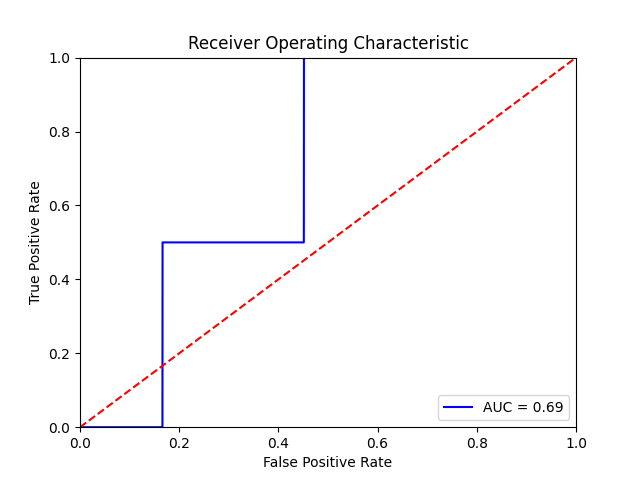 Receiver Operating Characteristic
1.0
0.8
0.6
0.4
0.2
0.0
True Positive Rate
AUC = 0.69
0.0 0.2 0.4 0.6 0.8 1.0
False Positive Rate